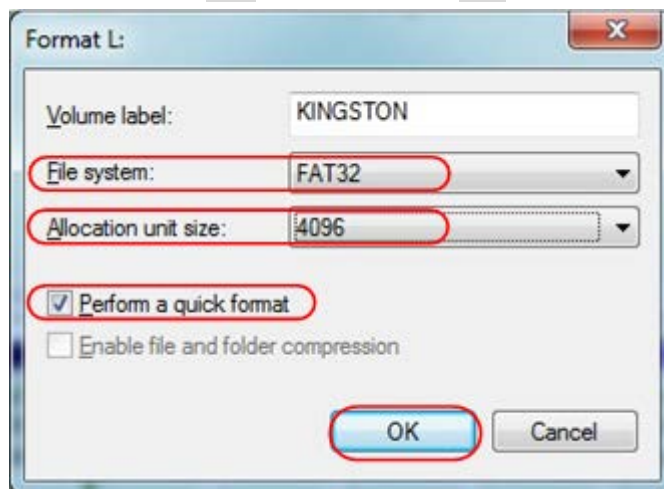 Format L:
Volume label: KINGSTON
File system: FAT32
Allocation unit size: 4096
Perform a quick format
Enable file and folder compression
OK Cancel